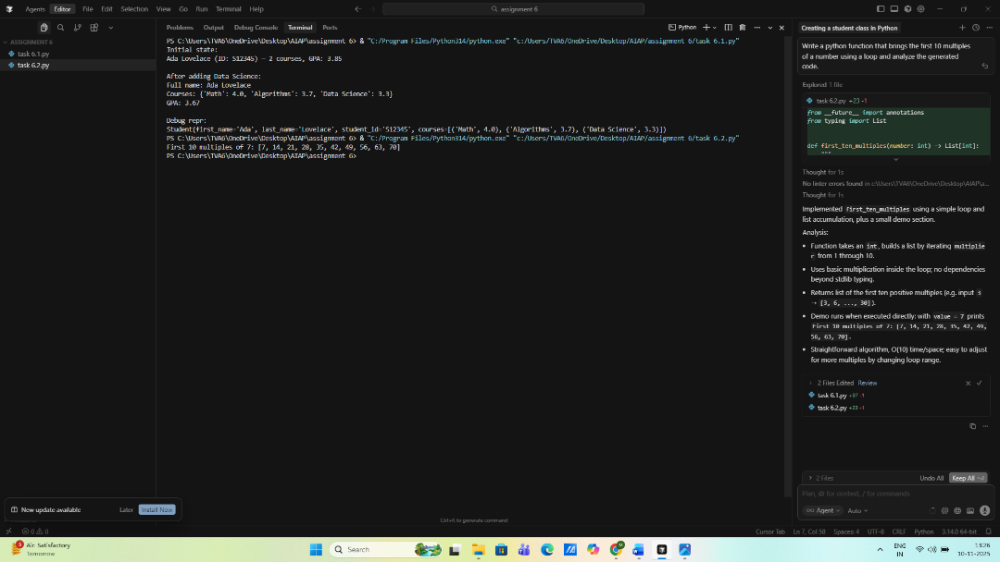 Agents Editor File Edit Selection View Go Run Terminal Help
assignment 6
ASSIGNMENT 6
task 6.1.py
task 6.2.py
Problems Output Debug Console Terminal Ports
Python
PS C:\Users\TVA6\OneDrive\Desktop\AIAP\assignment 6> & "C:/Program Files/Python314/python.exe" "c:/Users/TVA6/OneDrive/Desktop/AIAP/assignment 6/task 6.1.py"
Initial state:
Ada Lovelace (ID: S12345) — 2 courses, GPA: 3.85
After adding Data Science:
Full name: Ada Lovelace
Courses: {'Math': 4.0, 'Algorithms': 3.7, 'Data Science': 3.3}
GPA: 3.67
Debug repr:
Student(first_name='Ada', last_name='Lovelace', student_id='S12345', courses=[('Math', 4.0), ('Algorithms', 3.7), ('Data Science', 3.3)])
PS C:\Users\TVA6\OneDrive\Desktop\AIAP\assignment 6> & "C:/Program Files/Python314/python.exe" "c:/Users/TVA6/OneDrive/Desktop/AIAP/assignment 6/task 6.2.py"
First 10 multiples of 7: [7, 14, 21, 28, 35, 42, 49, 56, 63, 70]
PS C:\Users\TVA6\OneDrive\Desktop\AIAP\assignment 6>
Ctrl+K to generate command
Creating a student class in Python
Write a python function that brings the first 10 multiples
of a number using a loop and analyze the generated
code.
Explored 1 file
task 6.2.py +23 -1
from __future__ import annotations
from typing import List
def first_ten_multiples(number: int) -> List[int]:
"""
Thought for 1s
No linter errors found in c:\Users\TVA6\OneDrive\Desktop\AIAP\a...
Thought for 1s
Implemented first_ten_multiples using a simple loop and
list accumulation, plus a small demo section.
Analysis:
• Function takes an int, builds a list by iterating multiplie
r from 1 through 10.
• Uses basic multiplication inside the loop; no dependencies
beyond stdlib typing.
• Returns list of the first ten positive multiples (e.g. input 3
→ [3, 6, ..., 30]).
• Demo runs when executed directly: with value = 7 prints
First 10 multiples of 7: [7, 14, 21, 28, 35, 42, 49,
56, 63, 70].
• Straightforward algorithm, O(10) time/space; easy to adjust
for more multiples by changing loop range.
2 Files Edited Review
task 6.1.py +97 -1
task 6.2.py +23 -1
2 Files Undo All Keep All
Plan, @ for context, / for commands
Agent Auto
New update available Later Install Now
0 0 Cursor Tab Ln 7, Col 58 Spaces: 4 UTF-8 CRLF Python 3.14.0 64-bit
3
Air: Satisfactory
Tomorrow
Search
ENG
IN
13:26
10-11-2025